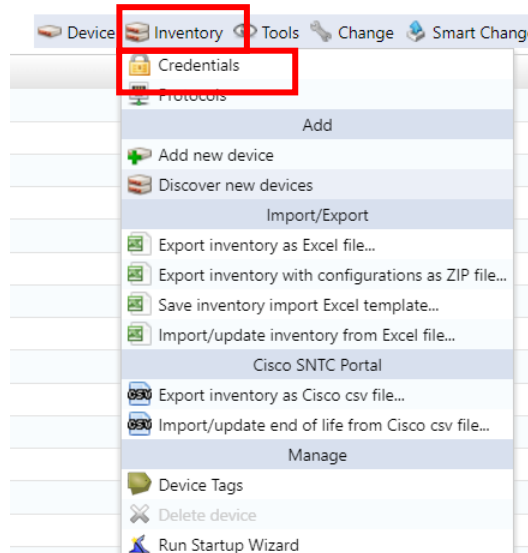 Device Inventory Tools Change Smart Chang
Credentials
Protocols
Add
Add new device
Discover new devices
Import/Export
Export inventory as Excel file...
Export inventory with configurations as ZIP file...
Save inventory import Excel template...
Import/update inventory from Excel file...
Cisco SNTC Portal
CSV Export inventory as Cisco csv file...
CSV Import/update end of life from Cisco csv file...
Manage
Device Tags
Delete device
Run Startup Wizard